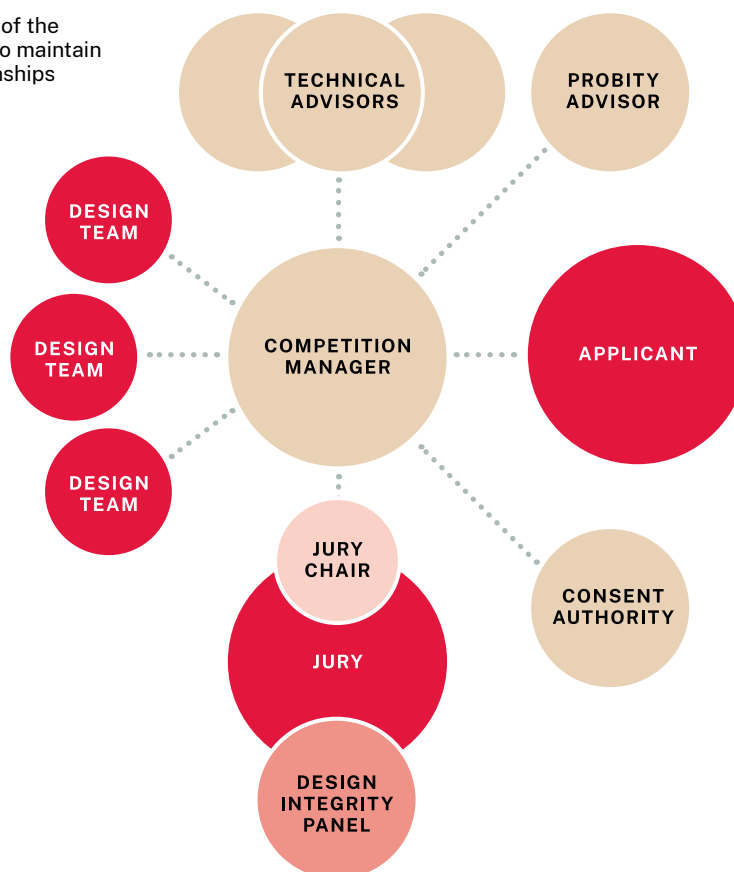 of the
o maintain
nships
TECHNICAL
ADVISORS
PROBITY
ADVISOR
DESIGN
TEAM
DESIGN
TEAM
COMPETITION
MANAGER
APPLICANT
DESIGN
TEAM
JURY
CHAIR
CONSENT
AUTHORITY
JURY
DESIGN
INTEGRITY
PANEL